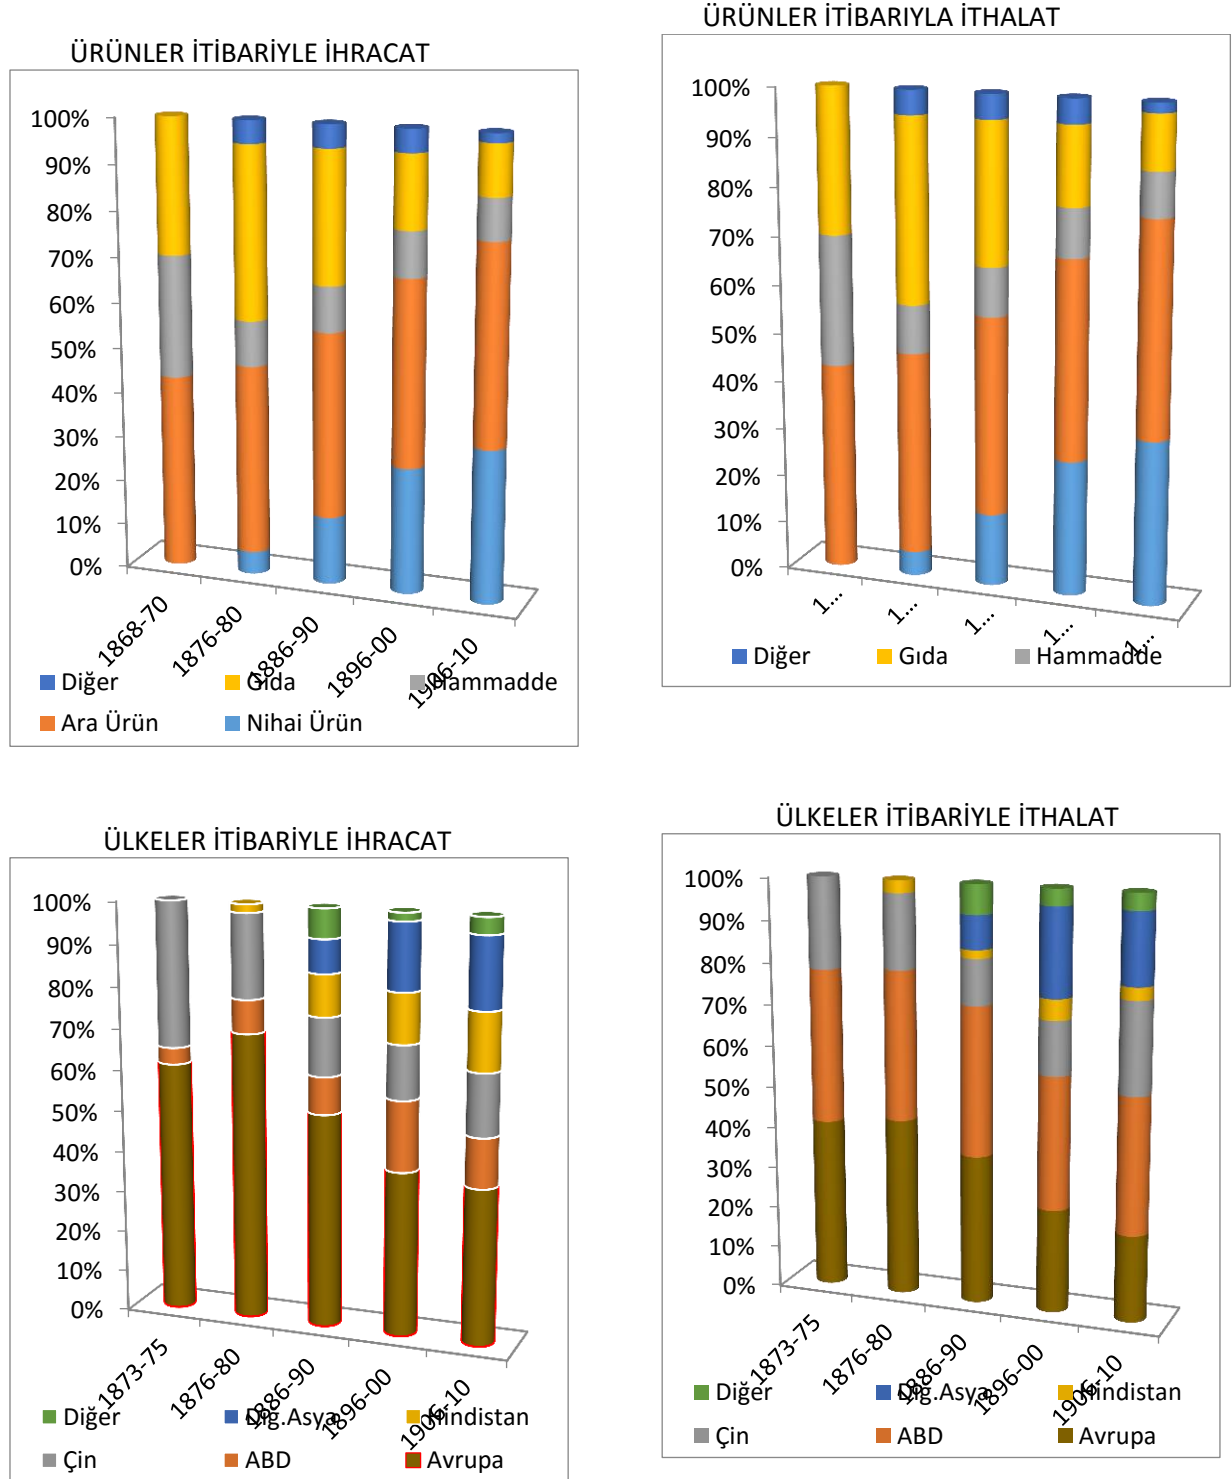 ÜRÜNLER İTİBARİYLE İHRACAT
100%
90%
80%
70%
60%
50%
40%
30%
20%
10%
0%
1868-70
1876-80
1886-90
1896-00
1906-10
Diğer
Gıda
Hammadde
Ara Ürün
Nihai Ürün
ÜRÜNLER İTİBARIYLA İTHALAT
100%
90%
80%
70%
60%
50%
40%
30%
20%
10%
0%
1...
1...
1...
1...
1...
Diğer
Gıda
Hammadde
ÜLKELER İTİBARİYLE İHRACAT
100%
90%
80%
70%
60%
50%
40%
30%
20%
10%
0%
1873-75
1876-80
1886-90
1896-00
1906-10
Diğer
Diğ.Asya
Hindistan
Çin
ABD
Avrupa
ÜLKELER İTİBARİYLE İTHALAT
100%
90%
80%
70%
60%
50%
40%
30%
20%
10%
0%
1873-75
1876-80
1886-90
1896-00
1906-10
Diğer
Diğ.Asya
Hindistan
Çin
ABD
Avrupa